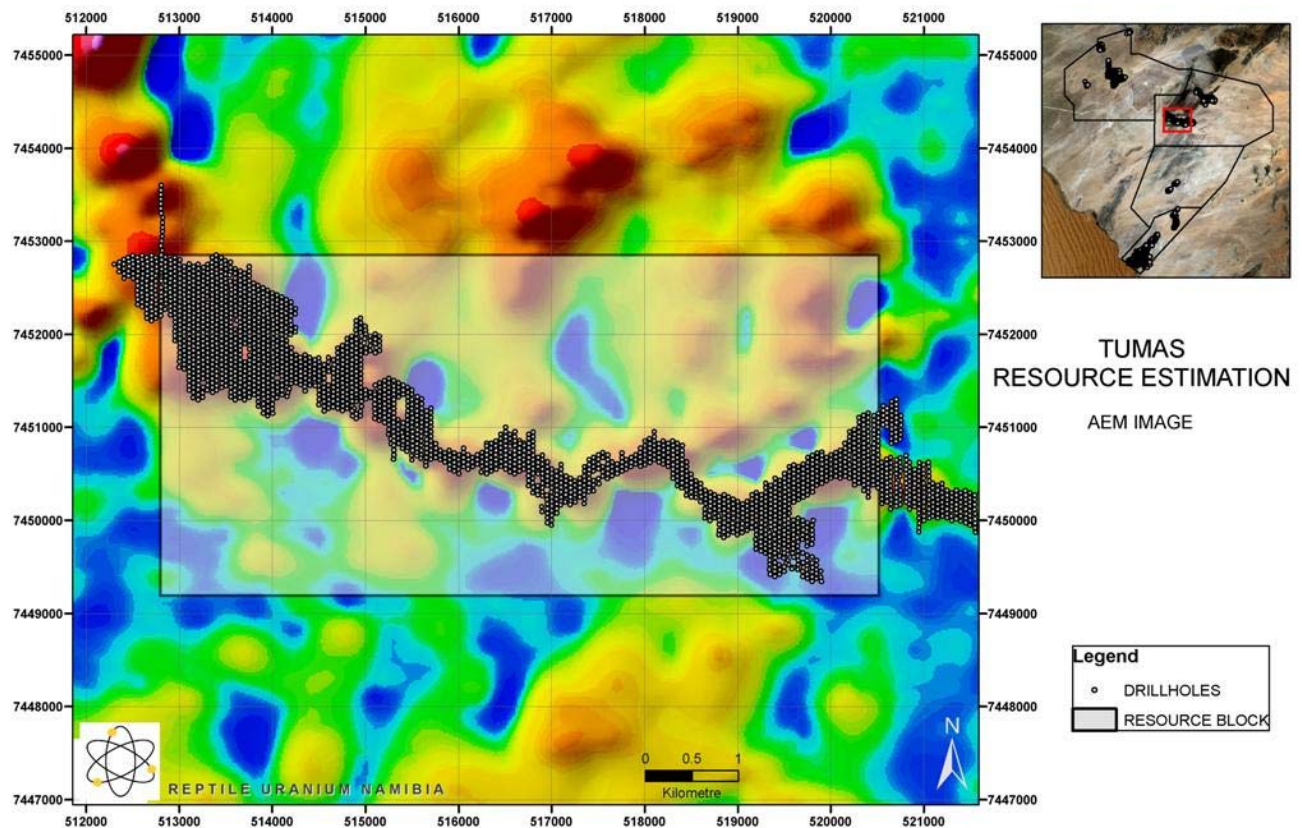 512000 513000 514000 515000 516000 517000 518000 519000 520000 521000
7455000 7455000
7454000 7454000
7453000 7453000
7452000 7452000
TUMAS
RESOURCE ESTIMATION
AEM IMAGE
7451000 7451000
7450000 7450000
7449000 7449000
Legend
DRILLHOLES
RESOURCE BLOCK
7448000 7448000
N
0 0.5 1
Kilometre
REPTILE URANIUM NAMIBIA
7447000 7447000
512000 513000 514000 515000 516000 517000 518000 519000 520000 521000